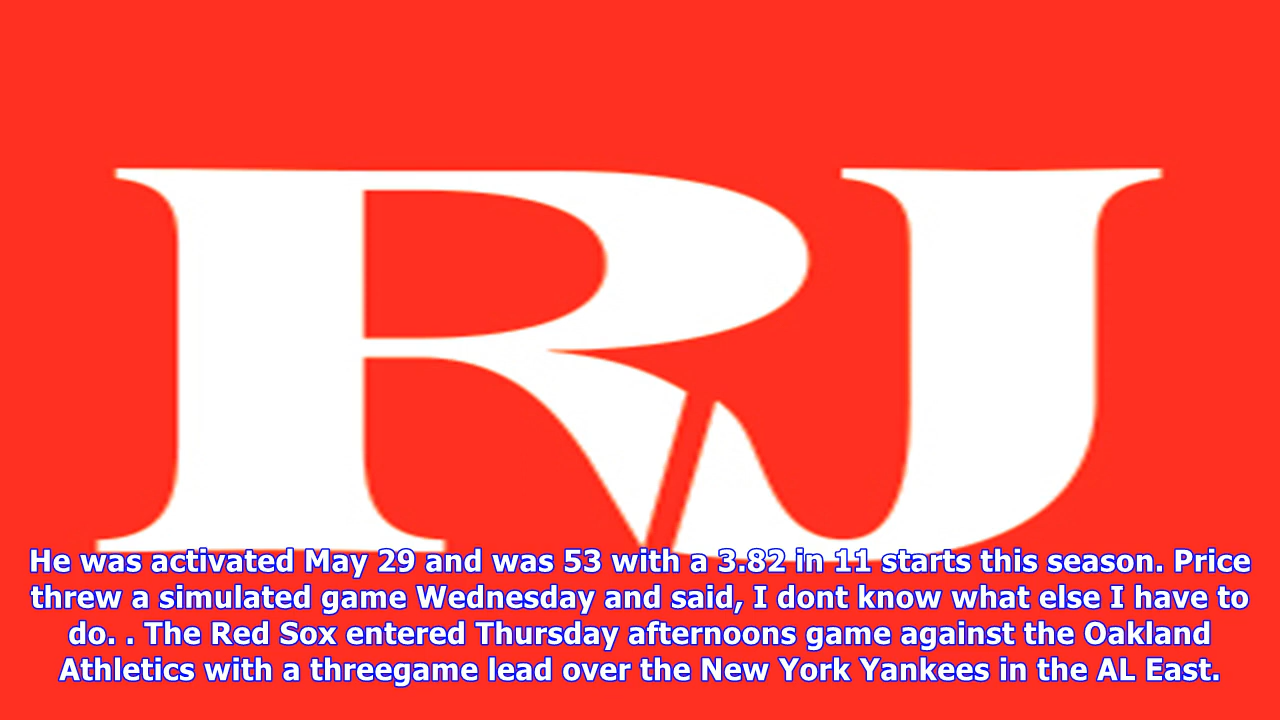 RJ
He was activated May 29 and was 53 with a 3.82 in 11 starts this season. Price
threw a simulated game Wednesday and said, I dont know what else I have to
do. . The Red Sox entered Thursday afternoons game against the Oakland
Athletics with a threegame lead over the New York Yankees in the AL East.